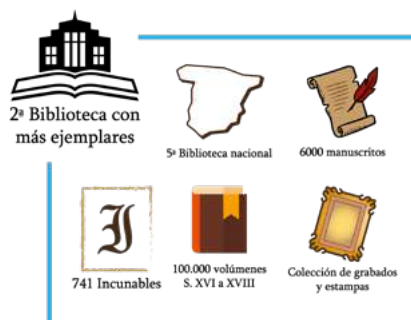 2ª Biblioteca con
más ejemplares
5ª Biblioteca nacional
6000 manuscritos
I
741 Incunables
100.000 volúmenes
S. XVI a XVIII
Colección de grabados
y estampas